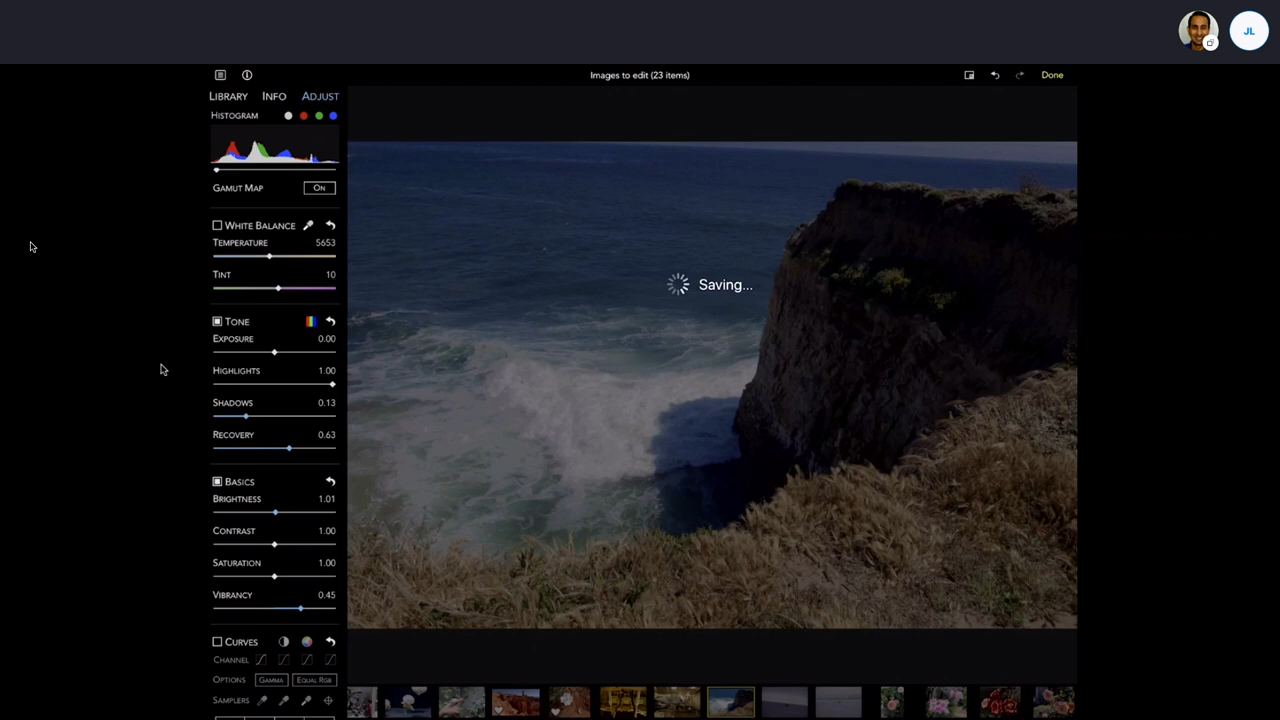 JL
Images to edit (23 items)
Done
LIBRARY INFO ADJUST
HISTOGRAM
GAMUT MAP On
WHITE BALANCE
TEMPERATURE 5653
TINT 10
TONE
EXPOSURE 0.00
HIGHLIGHTS 1.00
SHADOWS 0.13
RECOVERY 0.63
BASICS
BRIGHTNESS 1.01
CONTRAST 1.00
SATURATION 1.00
VIBRANCY 0.45
CURVES
CHANNEL
OPTIONS GAMMA EQUAL RGB
SAMPLERS
Saving...